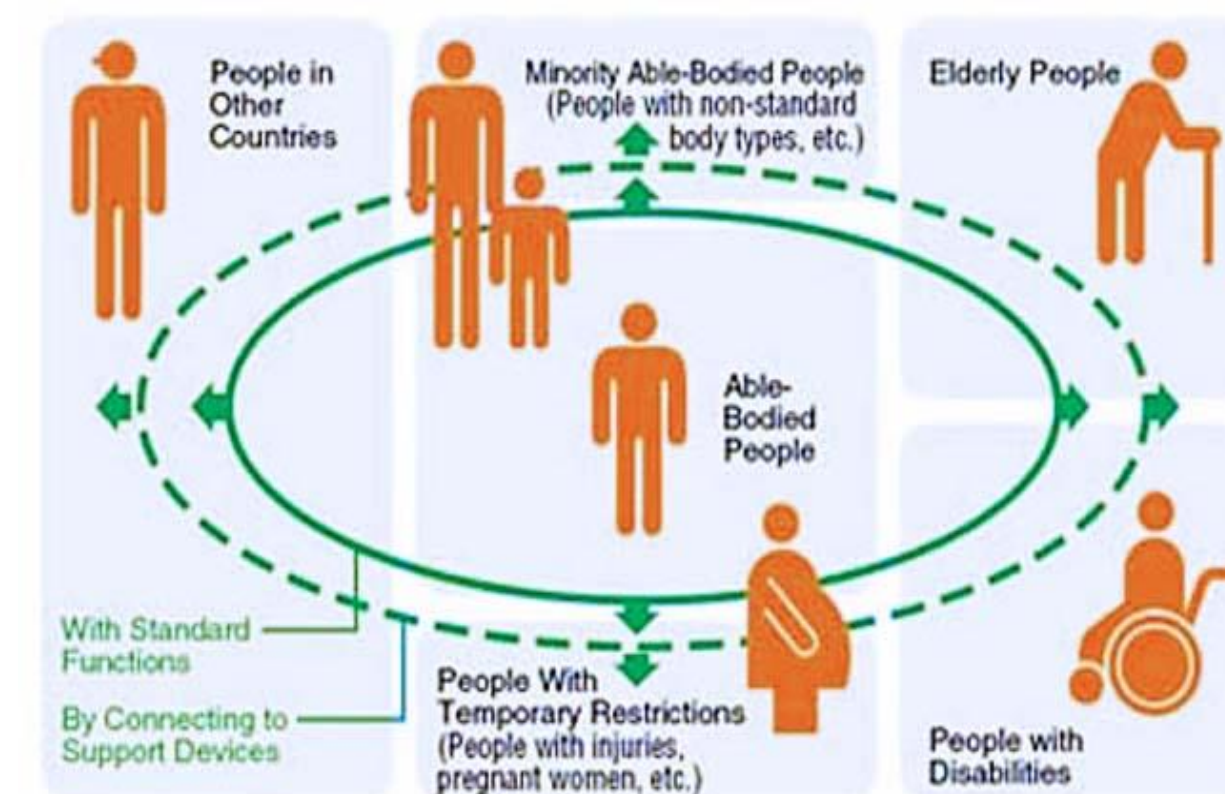 People in
Other
Countries
Minority Able-Bodied People
(People with non-standard
body types, etc.)
Elderly People
Able-
Bodied
People
With Standard
Functions
By Connecting to
Support Devices
People With
Temporary Restrictions
(People with injuries,
pregnant women, etc.)
People with
Disabilities